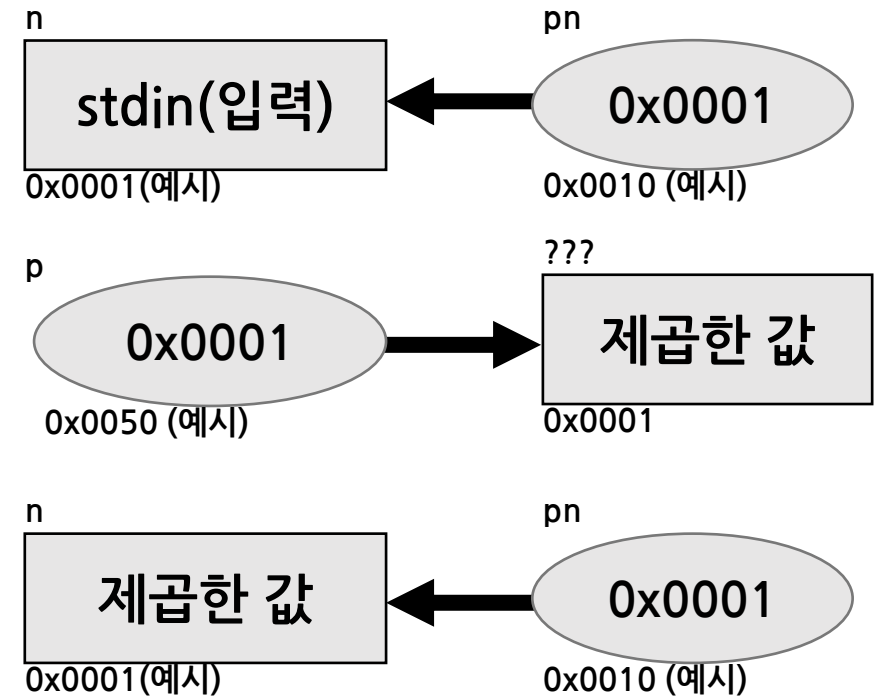 n
pn
stdin(입력)
0x0001
0x0001(예시)
0x0010 (예시)
p
???
0x0001
제곱한 값
0x0050 (예시)
0x0001
n
pn
제곱한 값
0x0001
0x0001(예시)
0x0010 (예시)